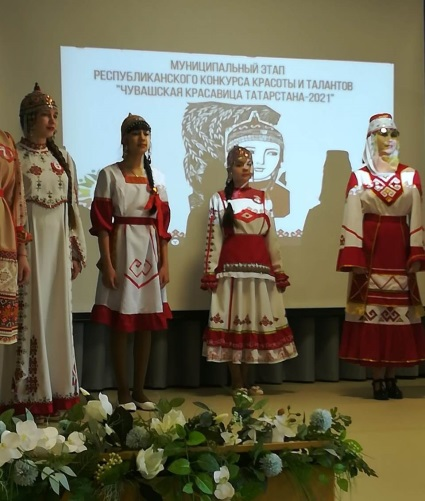 МУНИЦИПАЛЬНЫЙ ЭТАП
РЕСПУБЛИКАНСКОГО КОНКУРСА КРАСОТЫ И ТАЛАНТОВ
"ЧУВАШСКАЯ КРАСАВИЦА ТАТАРСТАНА-2021"